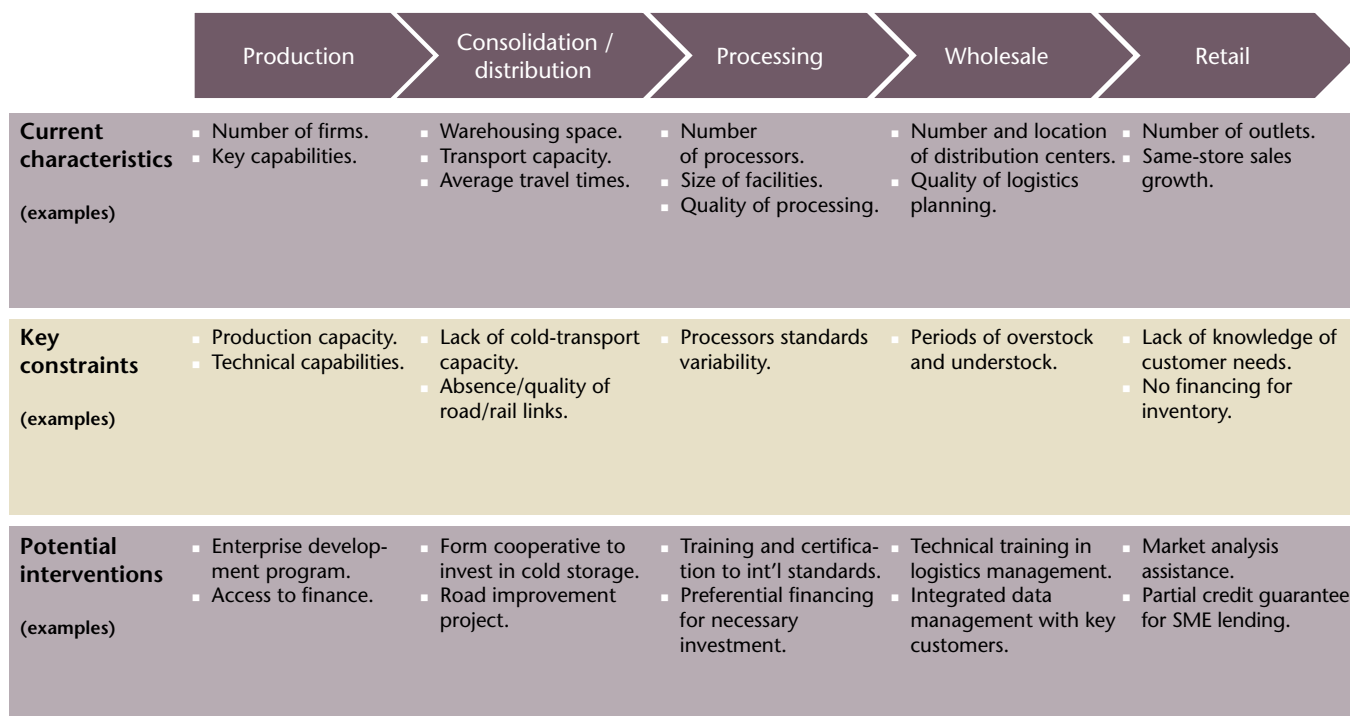 Production
Consolidation /
distribution
Processing
Wholesale
Retail
Current
characteristics
(examples)
Number of firms.
Key capabilities.
Warehousing space.
Transport capacity.
Average travel times.
Number
of processors.
Size of facilities.
Quality of processing.
Number and location
of distribution centers.
Quality of logistics
planning.
Number of outlets.
Same-store sales
growth.
Key
constraints
(examples)
Production capacity.
Technical capabilities.
Lack of cold-transport
capacity.
Absence/quality of
road/rail links.
Processors standards
variability.
Periods of overstock
and understock.
Lack of knowledge of
customer needs.
No financing for
inventory.
Potential
interventions
(examples)
Enterprise develop-
ment program.
Access to finance.
Form cooperative to
invest in cold storage.
Road improvement
project.
Training and certifica-
tion to int’l standards.
Preferential financing
for necessary
investment.
Technical training in
logistics management.
Integrated data
management with key
customers.
Market analysis
assistance.
Partial credit guarantee
for SME lending.